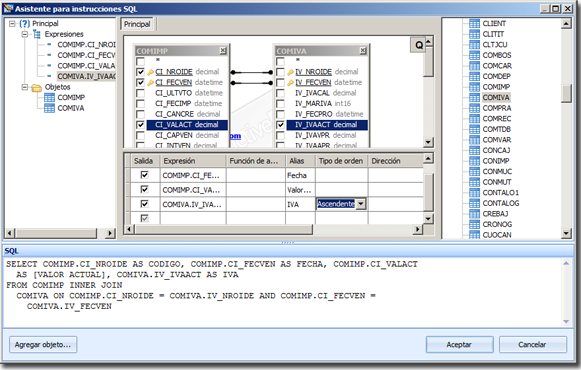 Asistente para instrucciones SQL
Principal
Expresiones
COMIMP.CI_NROI
COMIMP.CI_FECV
COMIMP.CI_VALA
COMIVA.IV_IVAAC
Objetos
COMIMP
COMIVA
Principal
Q
COMIMP
*
CI_NROIDE decimal
CI_FECVEN datetime
CI_ULTVTO decimal
CI_FECIMP datetime
CI_CANCRE decimal
CI_VALACT decimal
CI_CAPVEN decimal
CI_INTVEN decimal
COMIVA
*
IV_NROIDE decimal
IV_FECVEN datetime
IV_IVACAL decimal
IV_MARIVA int16
IV_FECPRO datetime
IV_IVAACT decimal
IV_IVAVPR decimal
IV_IVAAPR decimal
Salida Expresión Función de a... Alias Tipo de orden Dirección
COMIMP.CI_FE... Fecha
COMIMP.CI_VA... Valor...
COMIVA.IV_IVA... IVA Ascendente
CLIENT
CLTIT
CLTJCU
COMBOS
COMCAR
COMDEP
COMIMP
COMIVA
COMPRA
COMREC
COMTDB
COMVAR
CONCAJ
CONIMP
CONMUC
CONMUT
CONTALO1
CONTALOG
CREBAJ
CRONOG
CUOCAN
SQL
SELECT COMIMP.CI_NROIDE AS CODIGO, COMIMP.CI_FECVEN AS FECHA, COMIMP.CI_VALACT
AS [VALOR ACTUAL], COMIVA.IV_IVAACT AS IVA
FROM COMIMP INNER JOIN
COMIVA ON COMIMP.CI_NROIDE = COMIVA.IV_NROIDE AND COMIMP.CI_FECVEN =
COMIVA.IV_FECVEN
Agregar objeto... Aceptar Cancelar